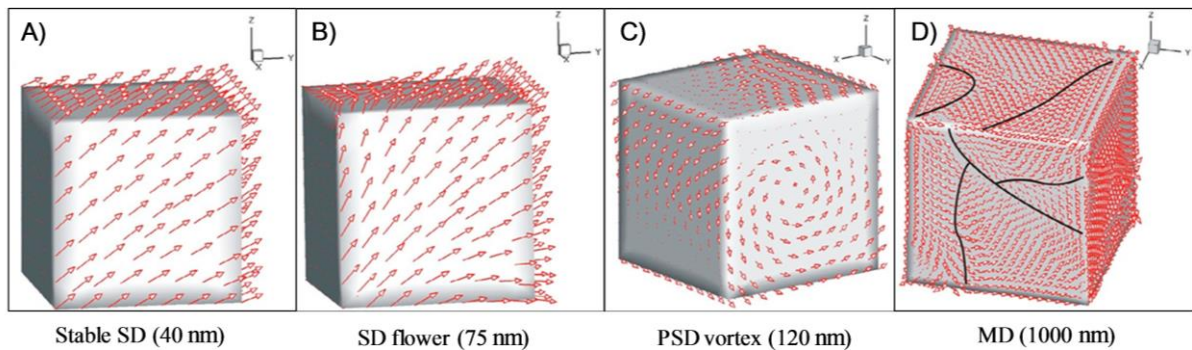 A)
Z
Y
X
B)
Z
Y
X
C)
Z
X
Y
D)
Z
X
Y
Stable SD (40 nm)
SD flower (75 nm)
PSD vortex (120 nm)
MD (1000 nm)